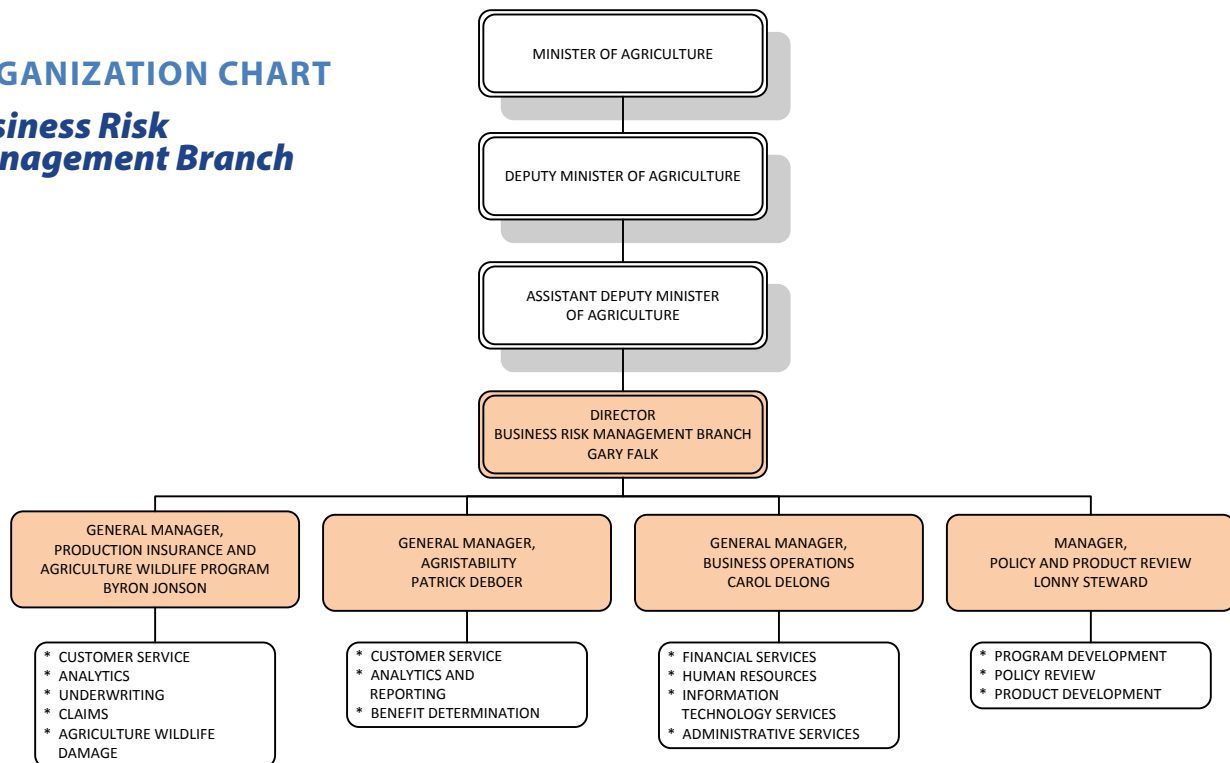 GANIZATION CHART
siness Risk
nagement Branch
MINISTER OF AGRICULTURE
DEPUTY MINISTER OF AGRICULTURE
ASSISTANT DEPUTY MINISTER
OF AGRICULTURE
DIRECTOR
BUSINESS RISK MANAGEMENT BRANCH
GARY FALK
GENERAL MANAGER,
PRODUCTION INSURANCE AND
AGRICULTURE WILDLIFE PROGRAM
BYRON JONSON
GENERAL MANAGER,
AGRISTABILITY
PATRICK DEBOER
GENERAL MANAGER,
BUSINESS OPERATIONS
CAROL DELONG
MANAGER,
POLICY AND PRODUCT REVIEW
LONNY STEWARD
* CUSTOMER SERVICE
* ANALYTICS
* UNDERWRITING
* CLAIMS
* AGRICULTURE WILDLIFE
DAMAGE
* CUSTOMER SERVICE
* ANALYTICS AND
REPORTING
* BENEFIT DETERMINATION
* FINANCIAL SERVICES
* HUMAN RESOURCES
* INFORMATION
TECHNOLOGY SERVICES
* ADMINISTRATIVE SERVICES
* PROGRAM DEVELOPMENT
* POLICY REVIEW
* PRODUCT DEVELOPMENT